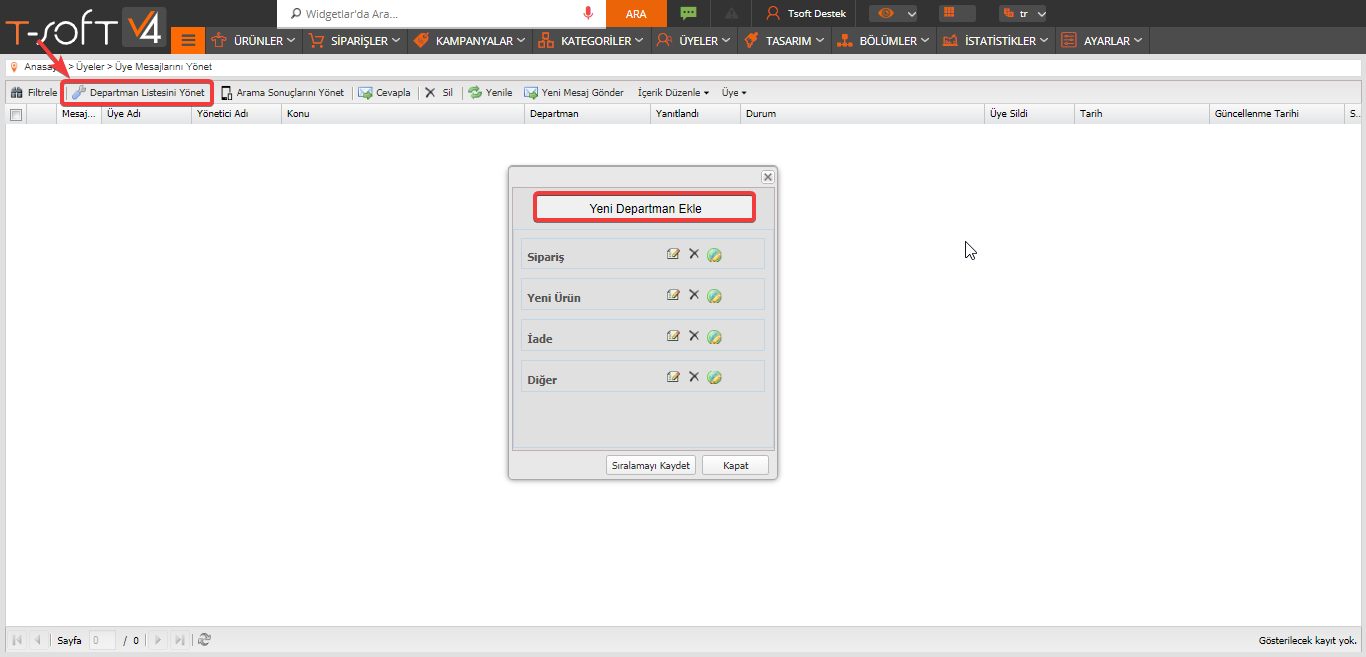 T-SOFT V4
Widgetlar'da Ara... ARA Tsoft Destek tr
ÜRÜNLER SİPARİŞLER KAMPANYALAR KATEGORİLER ÜYELER TASARIM BÖLÜMLER İSTATİSTİKLER AYARLAR
> Üyeler > Üye Mesajlarını Yönet
Filtrele Departman Listesini Yönet Arama Sonuçlarını Yönet Cevapla Sil Yenile Yeni Mesaj Gönder İçerik Düzenle Üye
Mesaj... Üye Adı Yönetici Adı Konu Departman Yanıtlandı Durum Üye Sildi Tarih Güncellenme Tarihi S...
Yeni Departman Ekle
Sipariş
Yeni Ürün
İade
Diğer
Sıralamayı Kaydet Kapat
Sayfa 0 / 0 Gösterilecek kayıt yok.